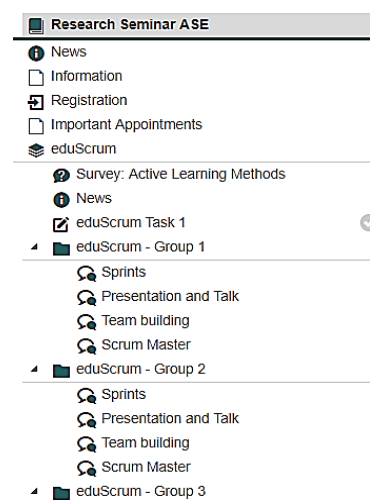 Research Seminar ASE
News
Information
Registration
Important Appointments
eduScrum
Survey: Active Learning Methods
News
eduScrum Task 1
eduScrum - Group 1
Sprints
Presentation and Talk
Team building
Scrum Master
eduScrum - Group 2
Sprints
Presentation and Talk
Team building
Scrum Master
eduScrum - Group 3